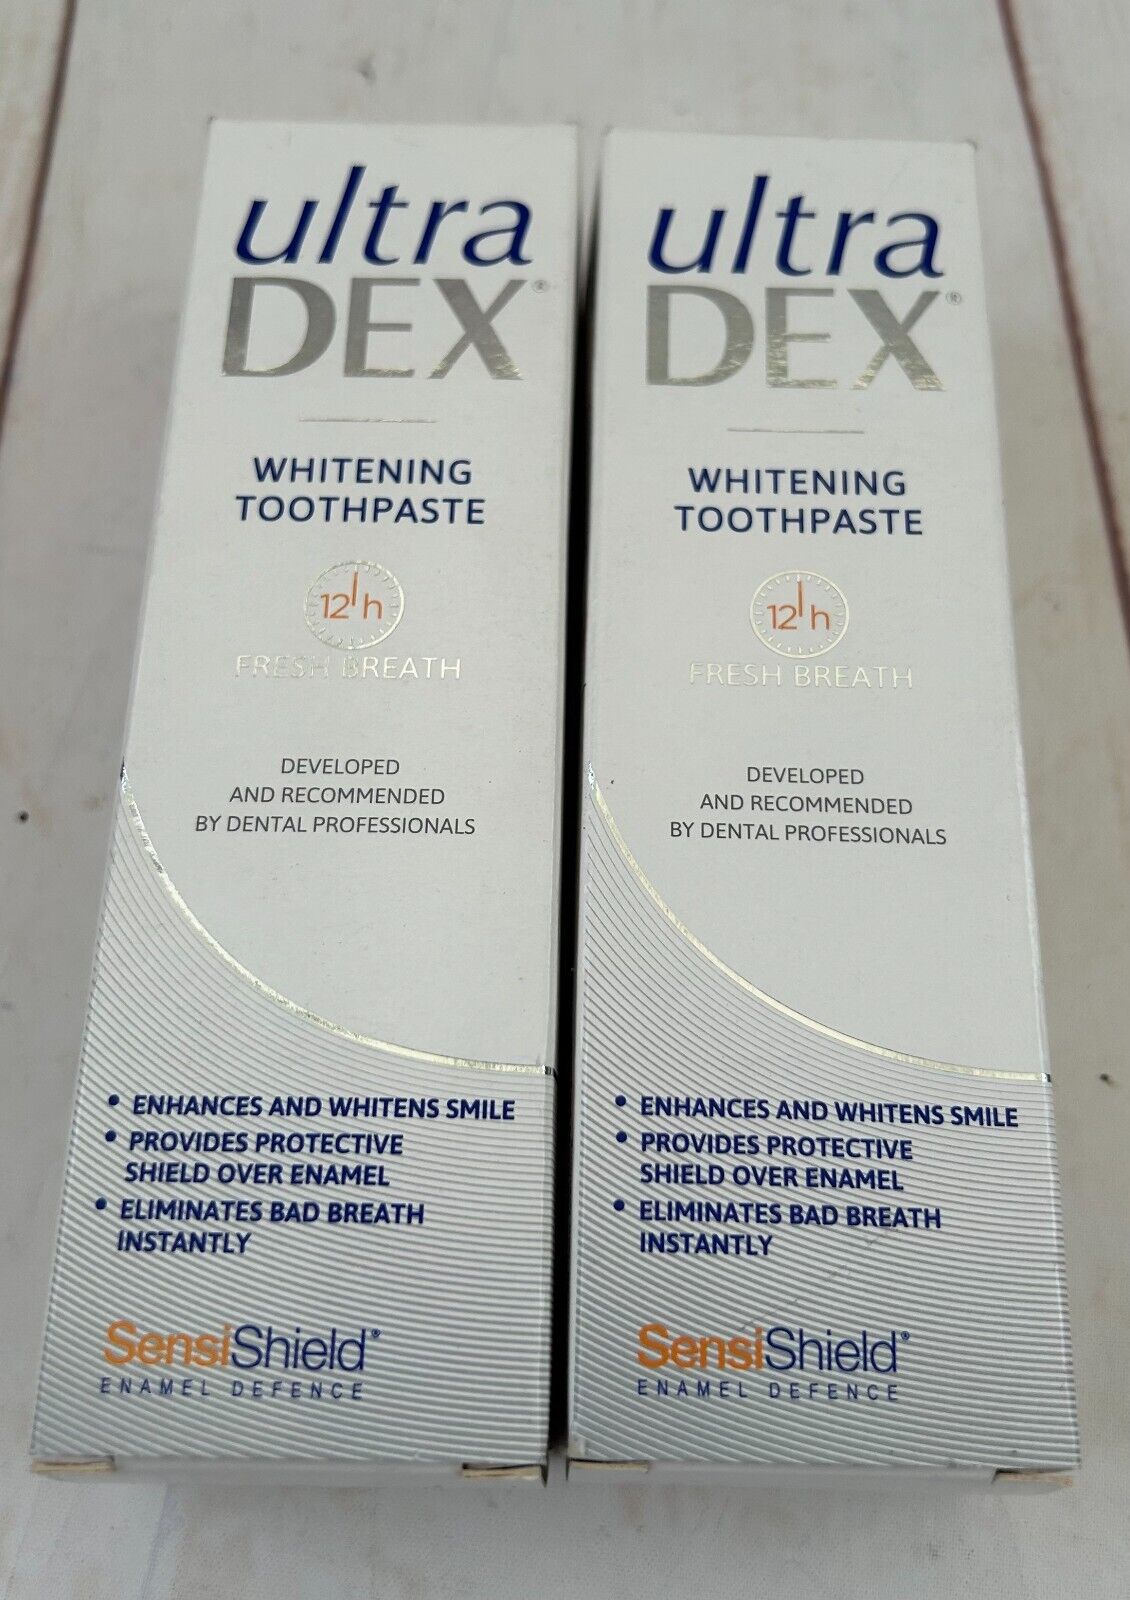 ultra
DEX®
WHITENING
TOOTHPASTE
12h
FRESH BREATH
DEVELOPED
AND RECOMMENDED
BY DENTAL PROFESSIONALS
• ENHANCES AND WHITENS SMILE
• PROVIDES PROTECTIVE
SHIELD OVER ENAMEL
• ELIMINATES BAD BREATH
INSTANTLY
SensiShield®
ENAMEL DEFENCE
ultra
DEX®
WHITENING
TOOTHPASTE
12h
FRESH BREATH
DEVELOPED
AND RECOMMENDED
BY DENTAL PROFESSIONALS
• ENHANCES AND WHITENS SMILE
• PROVIDES PROTECTIVE
SHIELD OVER ENAMEL
• ELIMINATES BAD BREATH
INSTANTLY
SensiShield®
ENAMEL DEFENCE